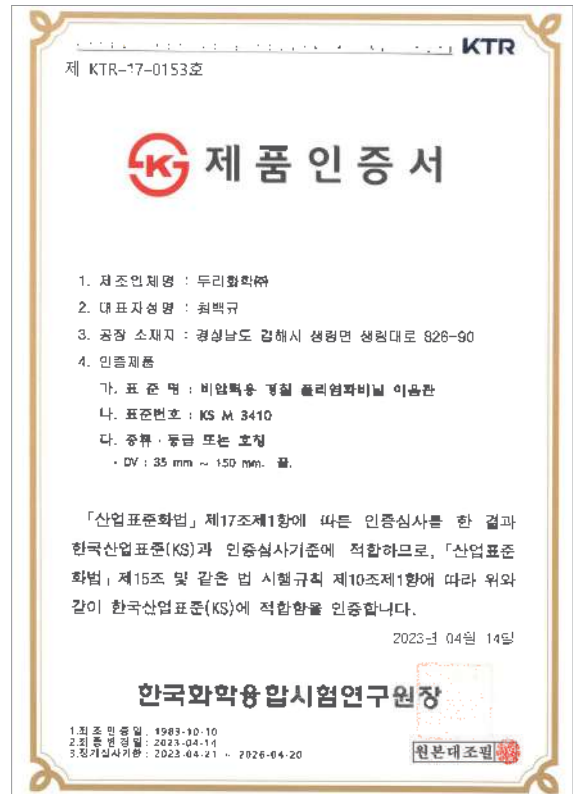 KTR
제 KTR-17-0153호
K 제품인증서
1. 제조업체명 : 두리화학㈜
2. 대표자성명 : 최백규
3. 공장 소재지 : 경상남도 김해시 생림면 생림대로 826-90
4. 인증제품
가. 표 준 명 : 비압력용 경질 폴리염화비닐 이음관
나. 표준번호 : KS M 3410
다. 종류·등급 또는 호칭
· DV : 35 mm ~ 150 mm. 끝.
「산업표준화법」제17조제1항에 따른 인증심사를 한 결과
한국산업표준(KS)과 인증심사기준에 적합하므로, 「산업표준
화법」제15조 및 같은 법 시행규칙 제10조제1항에 따라 위와
같이 한국산업표준(KS)에 적합함을 인증합니다.
2023년 04월 14일
한국화학융합시험연구원장
1.최초인증일 : 1983-10-10
2.최종변경일 : 2023-04-14
3.정기심사기한 : 2023-04-21 ~ 2026-04-20
원본대조필